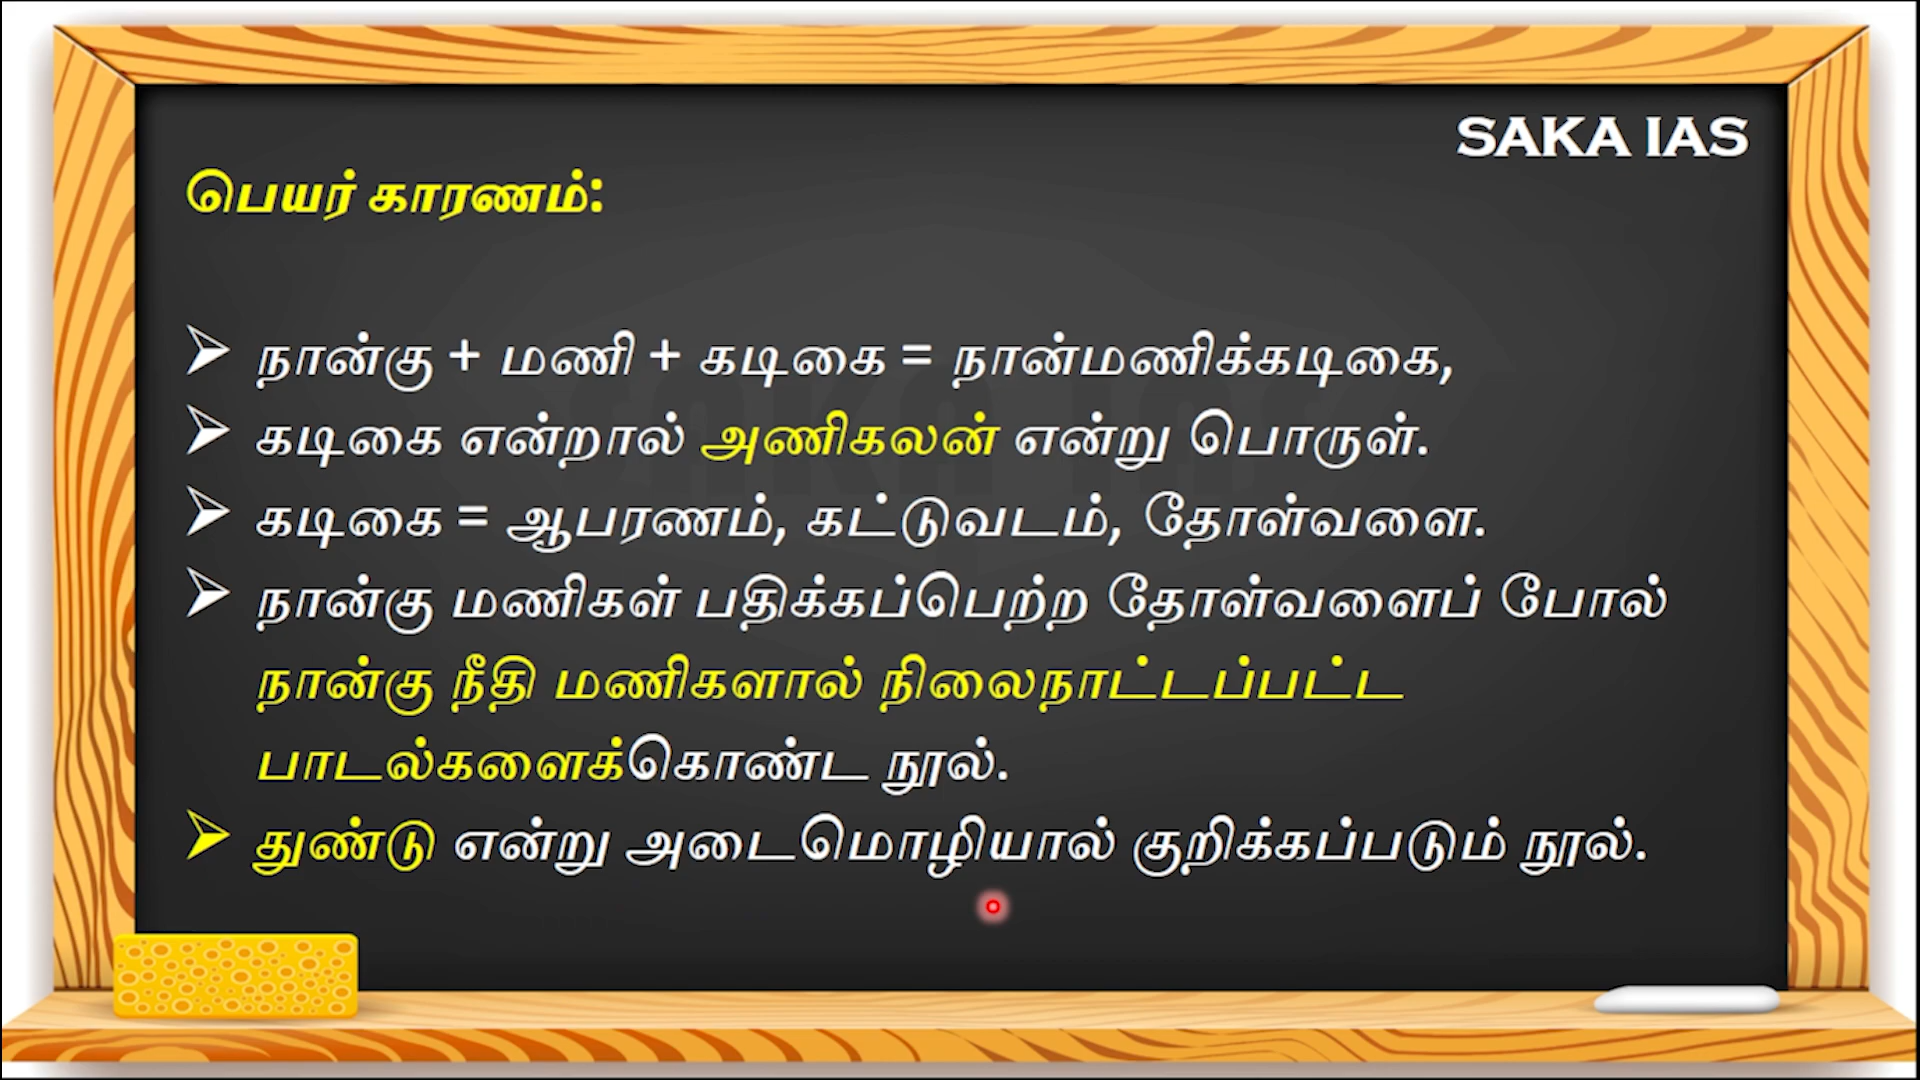 SAKA IAS
பெயர் காரணம்:
➢ நான்கு + மணி + கடிகை = நான்மணிக்கடிகை,
➢ கடிகை என்றால் அணிகலன் என்று பொருள்.
➢ கடிகை = ஆபரணம், கட்டுவடம், தோள்வளை.
➢ நான்கு மணிகள் பதிக்கப்பெற்ற தோள்வளைப் போல்
நான்கு நீதி மணிகளால் நிலைநாட்டப்பட்ட
பாடல்களைக்கொண்ட நூல்.
➢ துண்டு என்று அடைமொழியால் குறிக்கப்படும் நூல்.